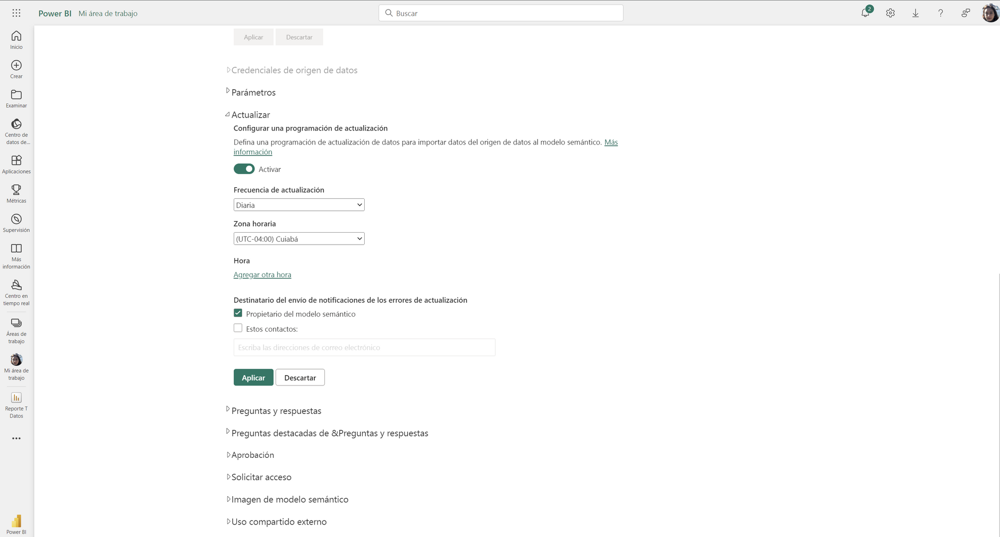 Power BI Mi área de trabajo
Buscar
2
Inicio
Crear
Examinar
Centro de
datos de...
Aplicaciones
Métricas
Supervisión
Más
información
Centro en
tiempo real
Áreas de
trabajo
Mi área de
trabajo
Reporte T
Datos
Power BI
Aplicar Descartar
Credenciales de origen de datos
Parámetros
Actualizar
Configurar una programación de actualización
Defina una programación de actualización de datos para importar datos del origen de datos al modelo semántico. Más
información
Activar
Frecuencia de actualización
Diaria
Zona horaria
(UTC-04:00) Cuiabá
Hora
Agregar otra hora
Destinatario del envío de notificaciones de los errores de actualización
Propietario del modelo semántico
Estos contactos:
Escriba las direcciones de correo electrónico
Aplicar Descartar
Preguntas y respuestas
Preguntas destacadas de &Preguntas y respuestas
Aprobación
Solicitar acceso
Imagen de modelo semántico
Uso compartido externo